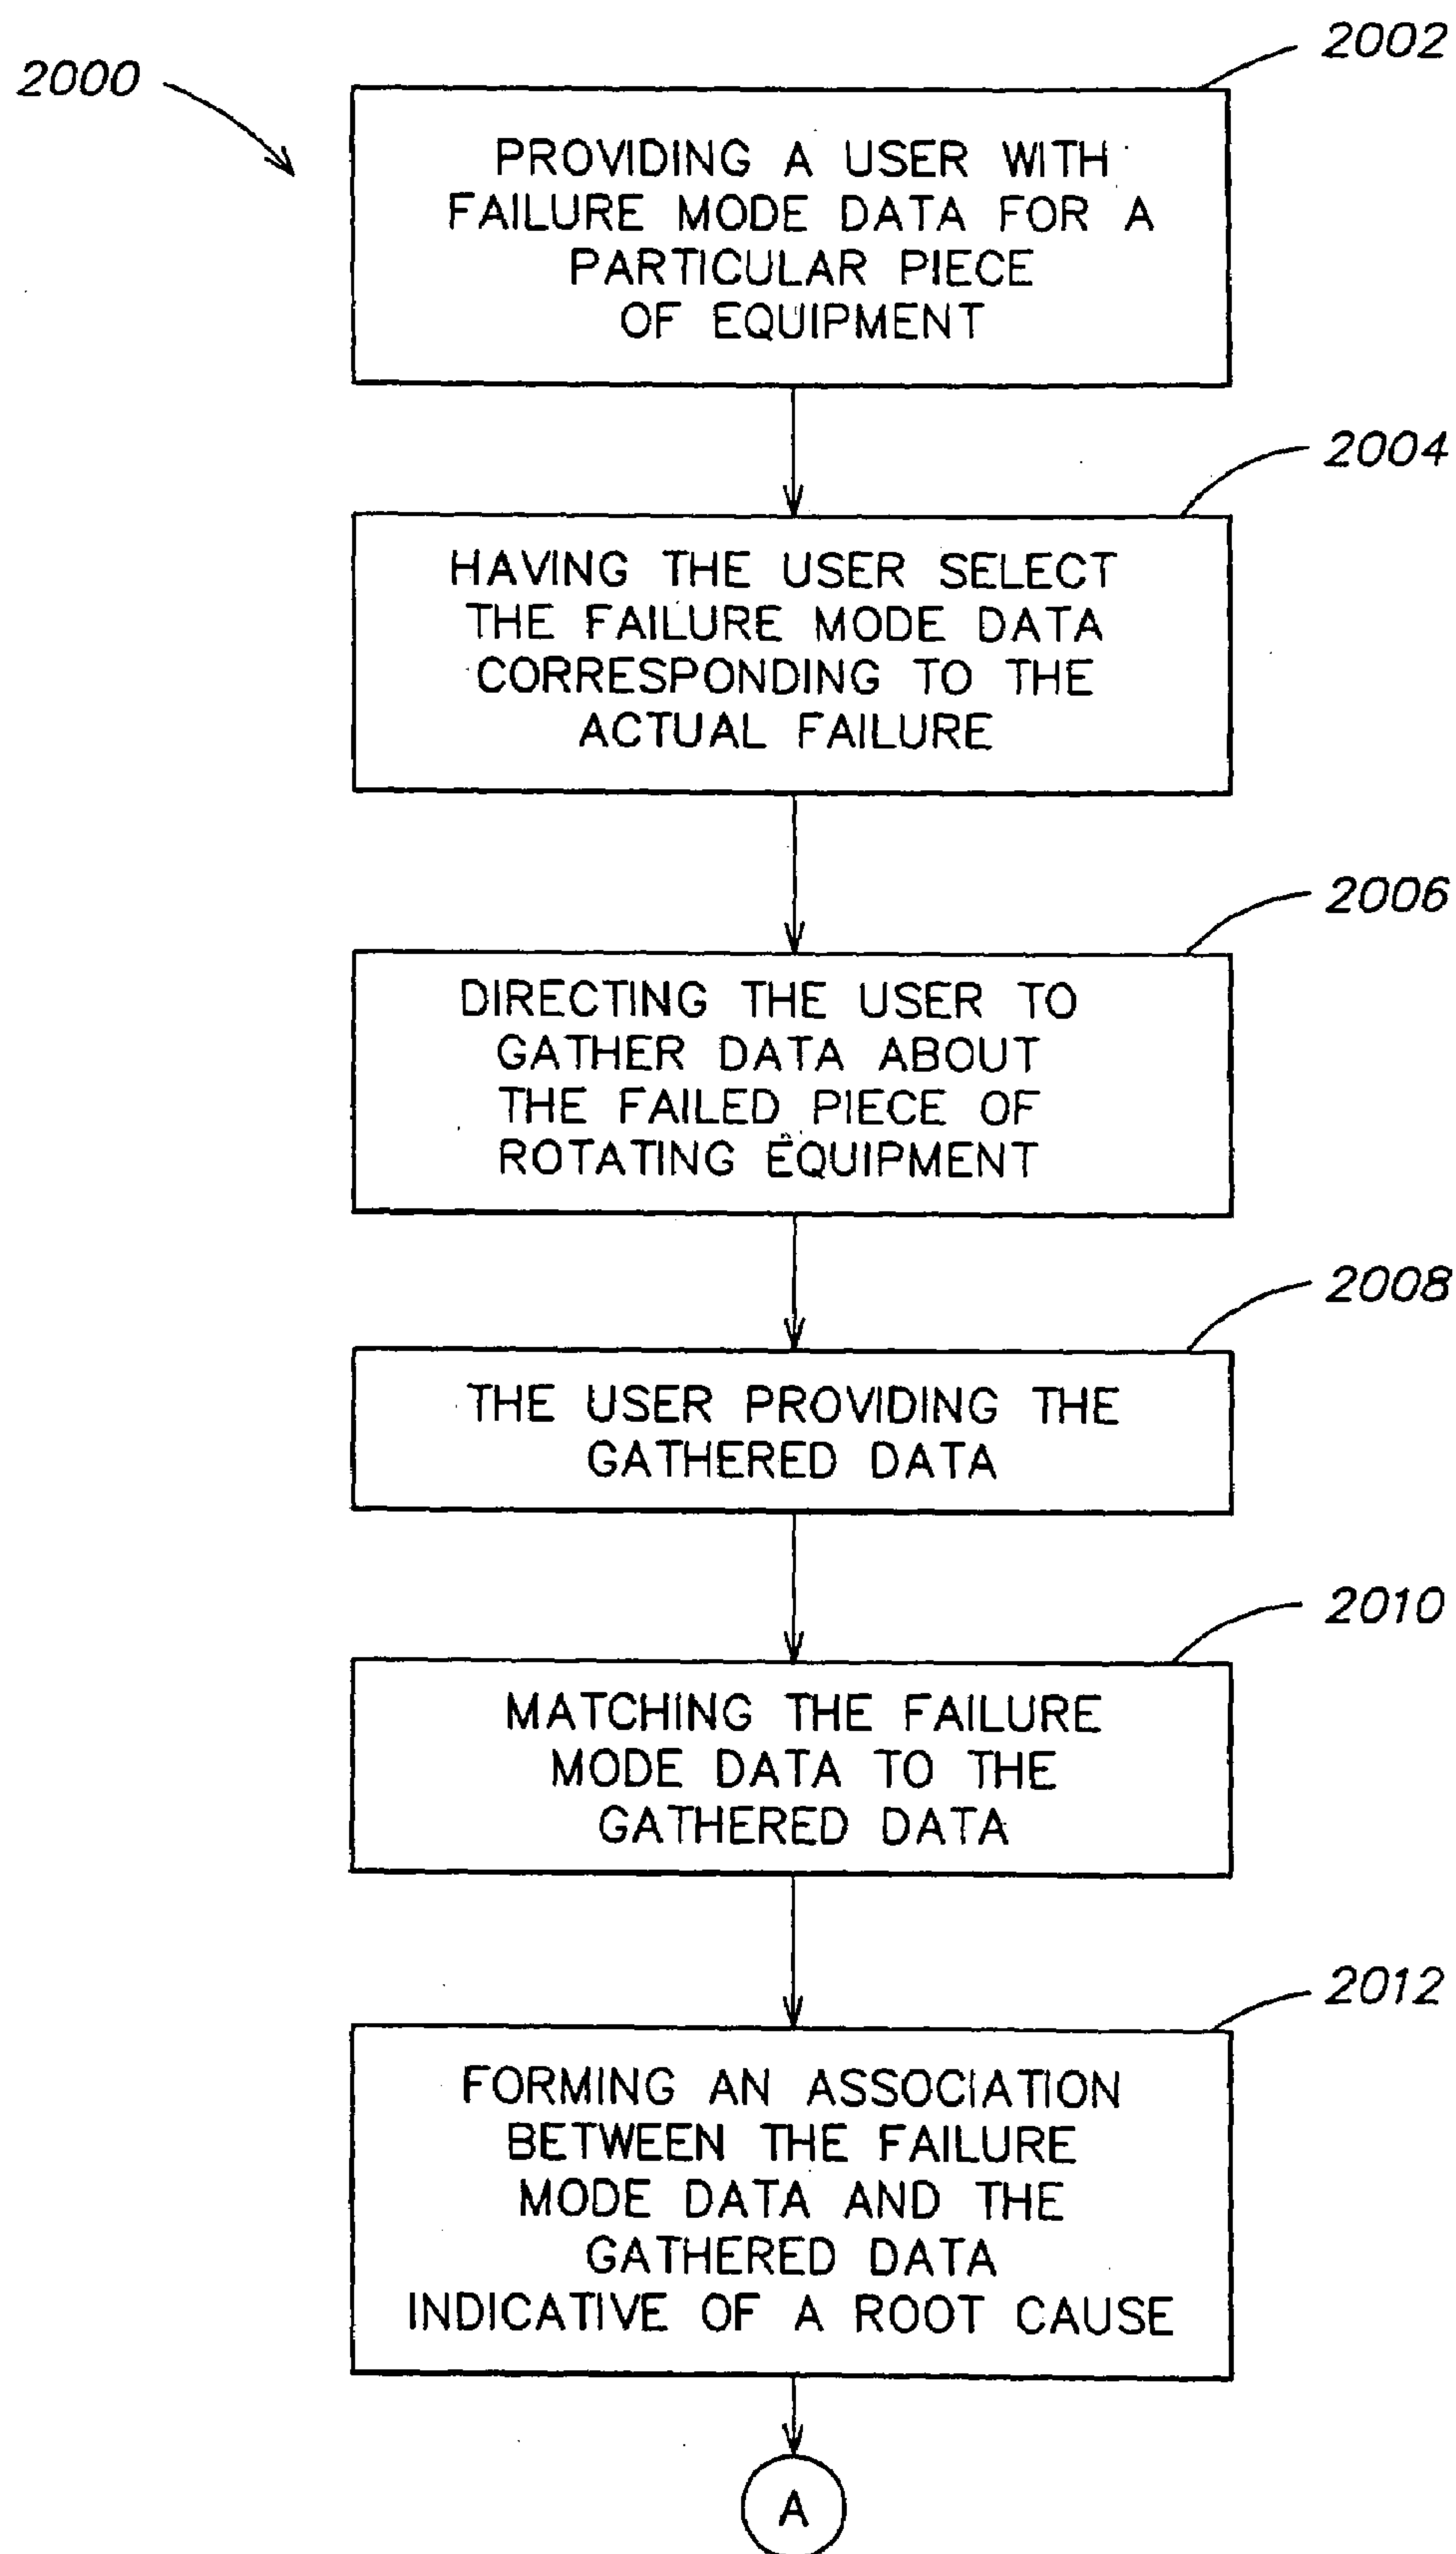 2000
2002
PROVIDING A USER WITH
FAILURE MODE DATA FOR A
PARTICULAR PIECE
OF EQUIPMENT
2004
HAVING THE USER SELECT
THE FAILURE MODE DATA
CORRESPONDING TO THE
ACTUAL FAILURE
2006
DIRECTING THE USER TO
GATHER DATA ABOUT
THE FAILED PIECE OF
ROTATING EQUIPMENT
2008
THE USER PROVIDING THE
GATHERED DATA
2010
MATCHING THE FAILURE
MODE DATA TO THE
GATHERED DATA
2012
FORMING AN ASSOCIATION
BETWEEN THE FAILURE
MODE DATA AND THE
GATHERED DATA
INDICATIVE OF A ROOT CAUSE
A